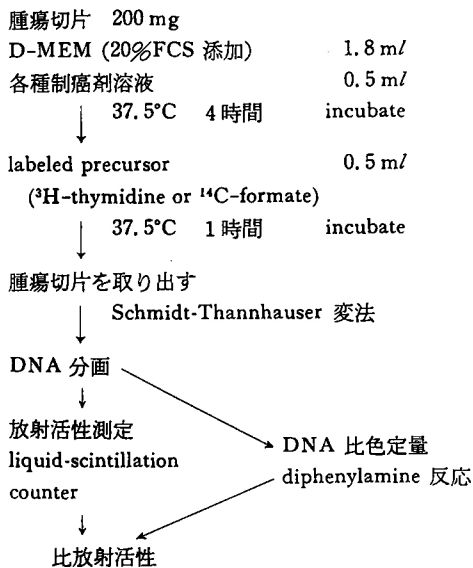 腫瘍切片 200 mg
D-MEM (20%FCS 添加) 1.8 ml
各種制癌剤溶液 0.5 ml
37.5°C 4 時間 incubate
labeled precursor 0.5 ml
(³H-thymidine or ¹⁴C-formate)
37.5°C 1 時間 incubate
腫瘍切片を取り出す
Schmidt-Thannhauser 変法
DNA 分画
放射活性測定
liquid-scintillation
counter
DNA 比色定量
diphenylamine 反応
比放射活性